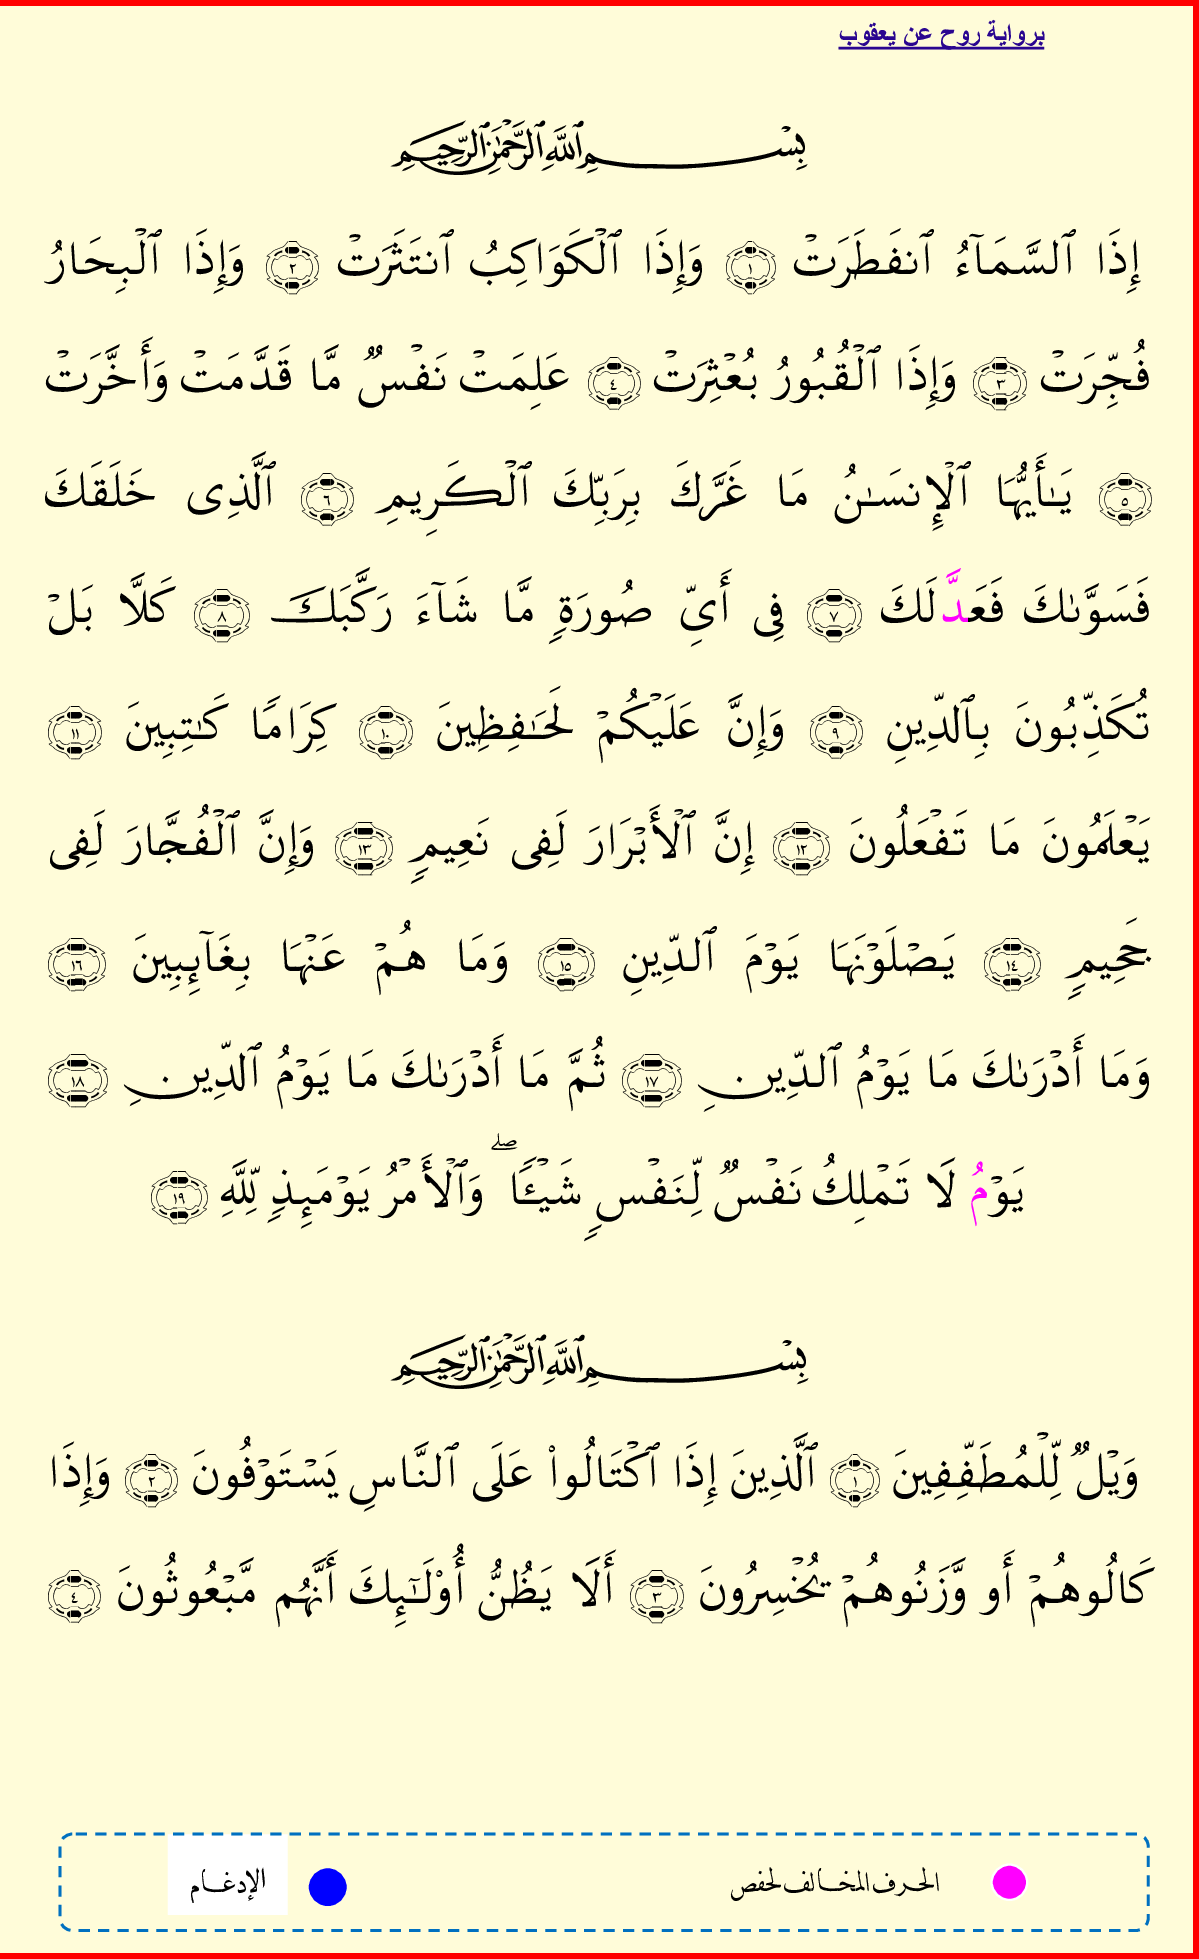 برواية روح عن يعقوب
بِسْمِ ٱللَّهِ ٱلرَّحْمَٰنِ ٱلرَّحِيمِ
إِذَا ٱلسَّمَآءُ ٱنفَطَرَتْ ١ وَإِذَا ٱلْكَوَاكِبُ ٱنتَثَرَتْ ٢ وَإِذَا ٱلْبِحَارُ
فُجِّرَتْ ٣ وَإِذَا ٱلْقُبُورُ بُعْثِرَتْ ٤ عَلِمَتْ نَفْسٌ مَّا قَدَّمَتْ وَأَخَّرَتْ
٥ يَـٰٓأَيُّهَا ٱلْإِنسَـٰنُ مَا غَرَّكَ بِرَبِّكَ ٱلْكَرِيمِ ٦ ٱلَّذِى خَلَقَكَ
فَسَوَّىٰكَ فَعَدَّلَكَ ٧ فِى أَىِّ صُورَةٍ مَّا شَآءَ رَكَّبَكَ ٨ كَلَّا بَلْ
تُكَذِّبُونَ بِٱلدِّينِ ٩ وَإِنَّ عَلَيْكُمْ لَحَـٰفِظِينَ ١٠ كِرَامًا كَـٰتِبِينَ ١١
يَعْلَمُونَ مَا تَفْعَلُونَ ١٢ إِنَّ ٱلْأَبْرَارَ لَفِى نَعِيمٍ ١٣ وَإِنَّ ٱلْفُجَّارَ لَفِى
جَحِيمٍ ١٤ يَصْلَوْنَهَا يَوْمَ ٱلدِّينِ ١٥ وَمَا هُمْ عَنْهَا بِغَآئِبِينَ ١٦
وَمَا أَدْرَىٰكَ مَا يَوْمُ ٱلدِّينِ ١٧ ثُمَّ مَا أَدْرَىٰكَ مَا يَوْمُ ٱلدِّينِ ١٨
يَوْمُ لَا تَمْلِكُ نَفْسٌ لِّنَفْسٍ شَيْـًٔا ۖ وَٱلْأَمْرُ يَوْمَئِذٍ لِّلَّهِ ١٩
بِسْمِ ٱللَّهِ ٱلرَّحْمَٰنِ ٱلرَّحِيمِ
وَيْلٌ لِّلْمُطَفِّفِينَ ١ ٱلَّذِينَ إِذَا ٱكْتَالُوا۟ عَلَى ٱلنَّاسِ يَسْتَوْفُونَ ٢ وَإِذَا
كَالُوهُمْ أَو وَّزَنُوهُمْ يُخْسِرُونَ ٣ أَلَا يَظُنُّ أُو۟لَـٰٓئِكَ أَنَّهُم مَّبْعُوثُونَ ٤
الحرف المخالف لحفص
الإدغـام